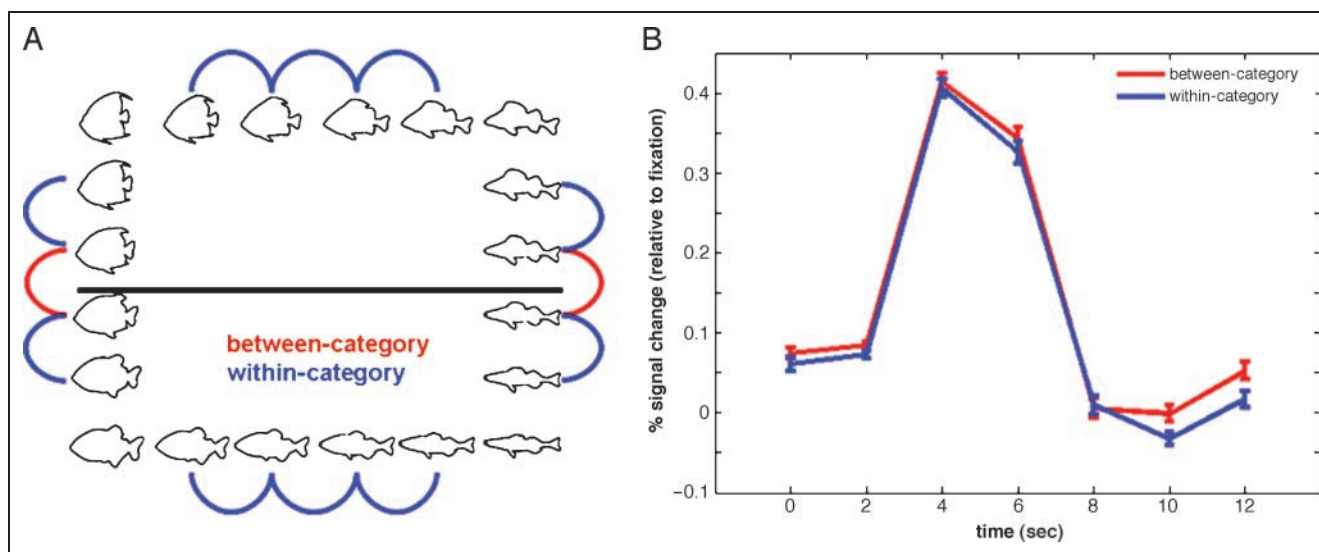 A
between-category
within-category
B
% signal change (relative to fixation)
0.4
0.3
0.2
0.1
0
−0.1
between-category
within-category
0 2 4 6 8 10 12
time (sec)